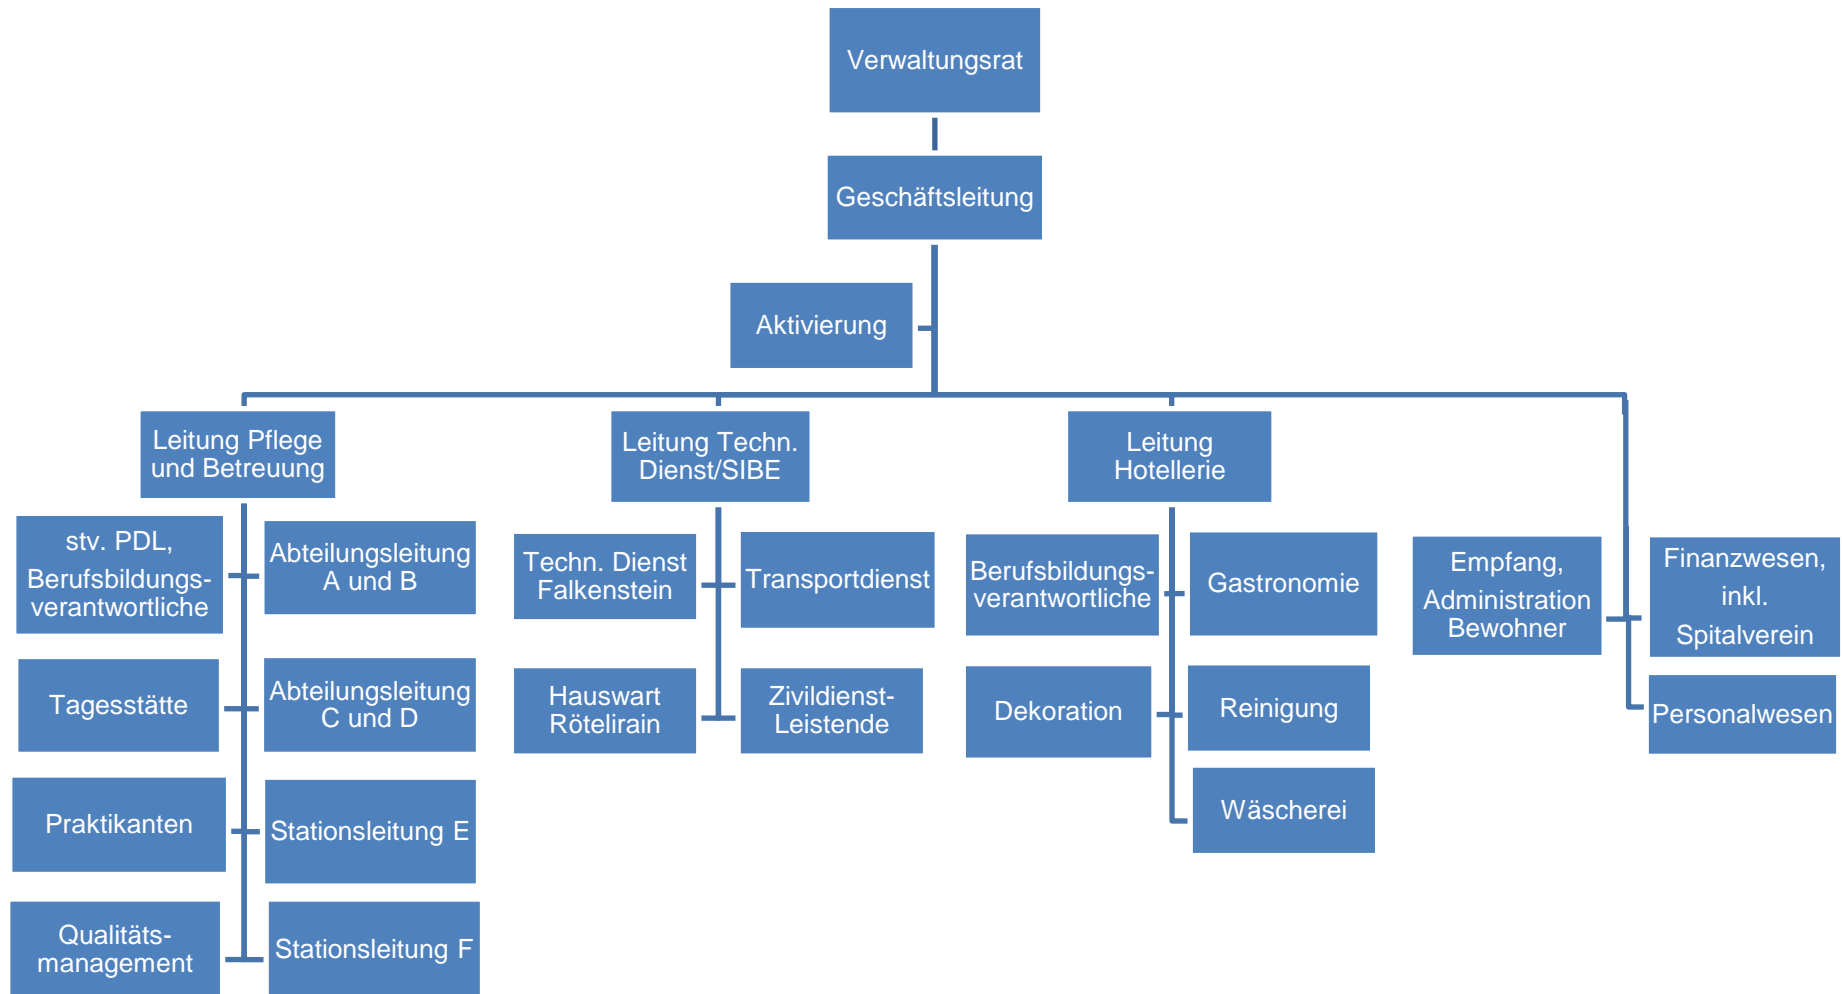 Verwaltungsrat
Geschäftsleitung
Aktivierung
Leitung Pflege
und Betreuung
Leitung Techn.
Dienst/SIBE
Leitung
Hotellerie
stv. PDL,
Berufsbildungs-
verantwortliche
Abteilungsleitung
A und B
Techn. Dienst
Falkenstein
Transportdienst
Berufsbildungs-
verantwortliche
Gastronomie
Empfang,
Administration
Bewohner
Finanzwesen,
inkl.
Spitalverein
Tagesstätte
Abteilungsleitung
C und D
Hauswart
Rötelirain
Zivildienst-
Leistende
Dekoration
Reinigung
Personalwesen
Praktikanten
Stationsleitung E
Wäscherei
Qualitäts-
management
Stationsleitung F